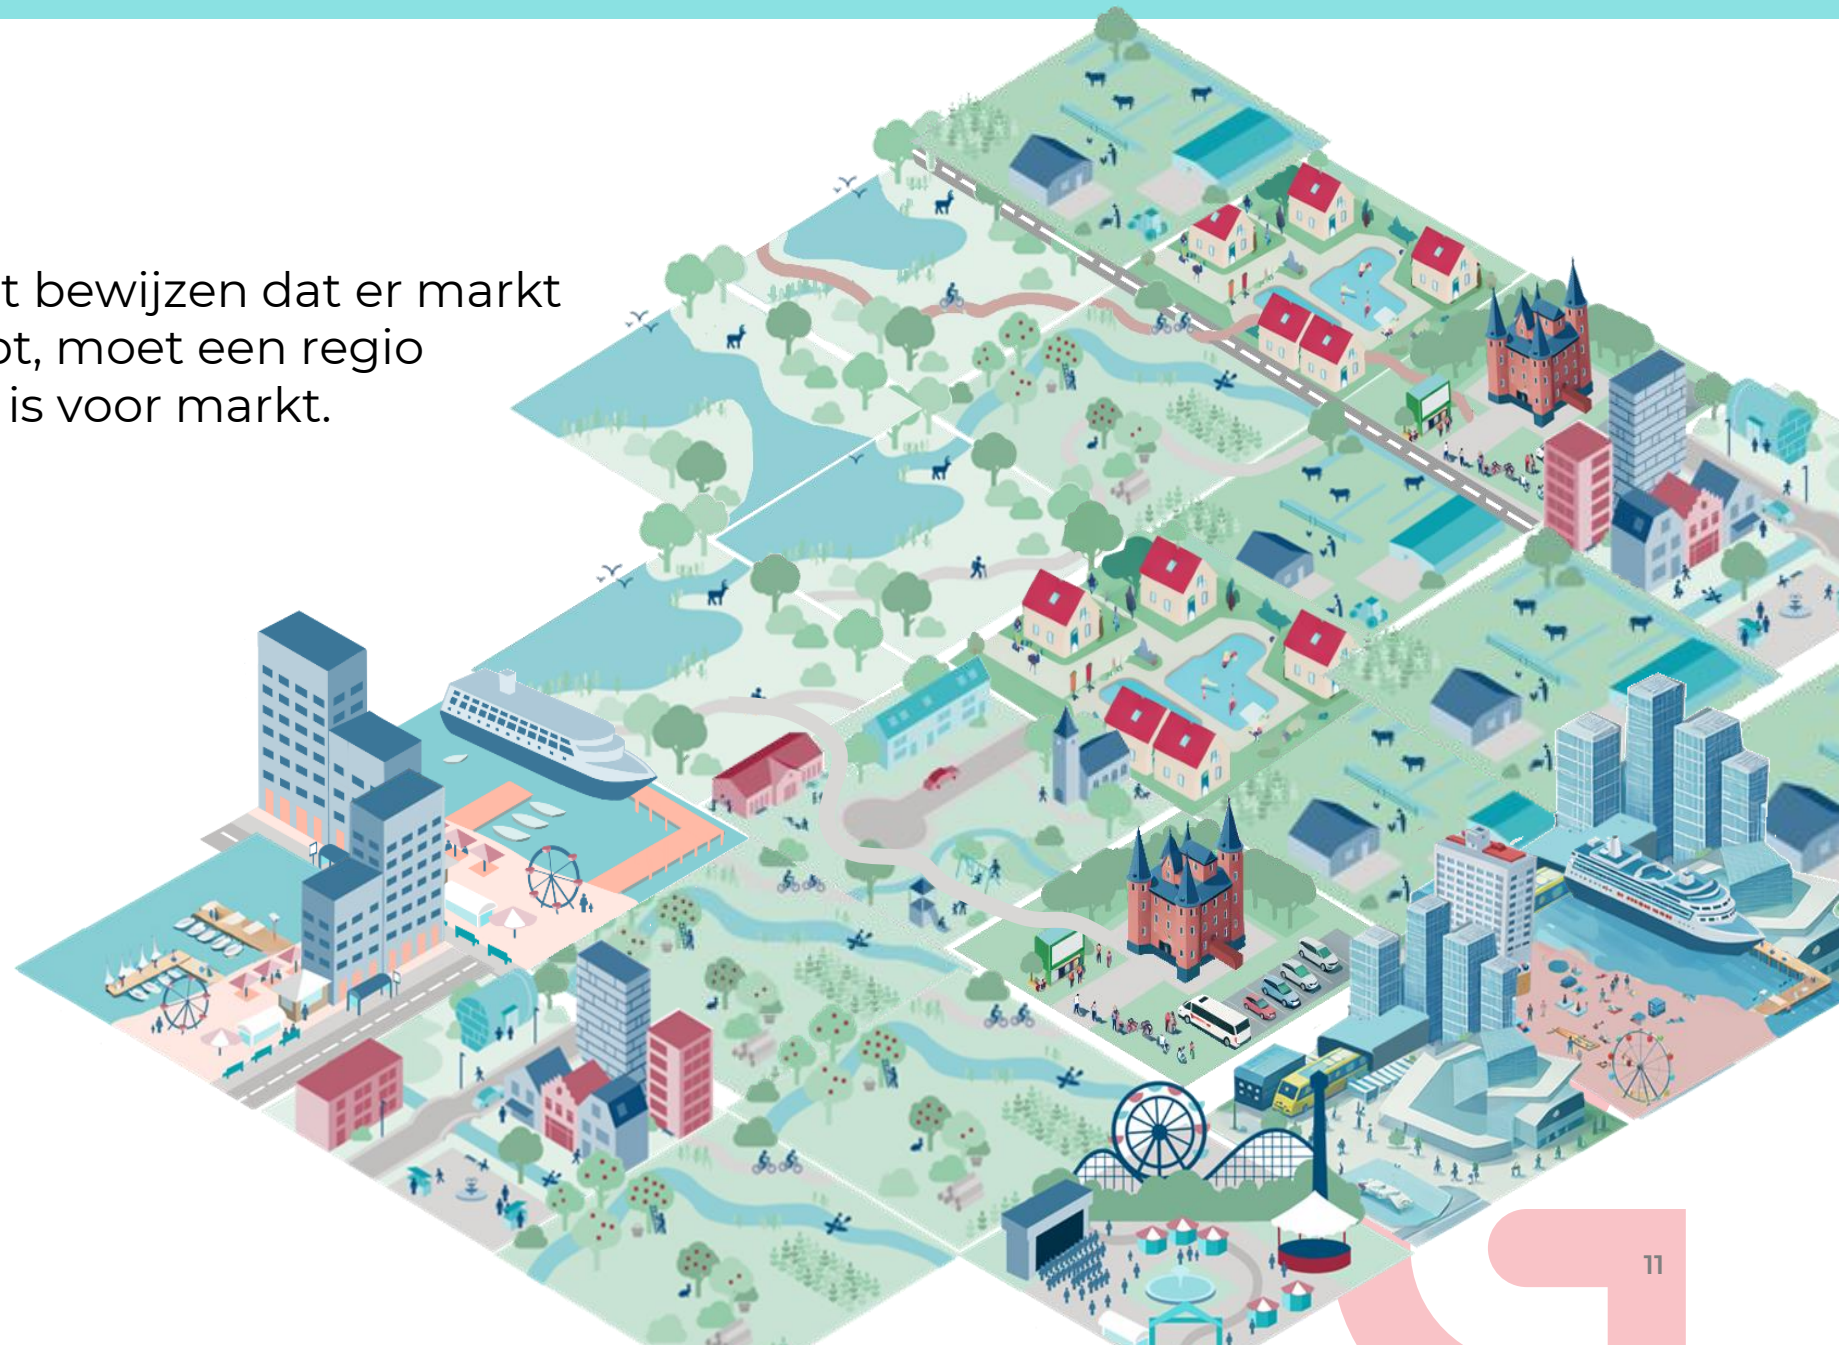 t bewijzen dat er markt
ot, moet een regio
is voor markt.
11